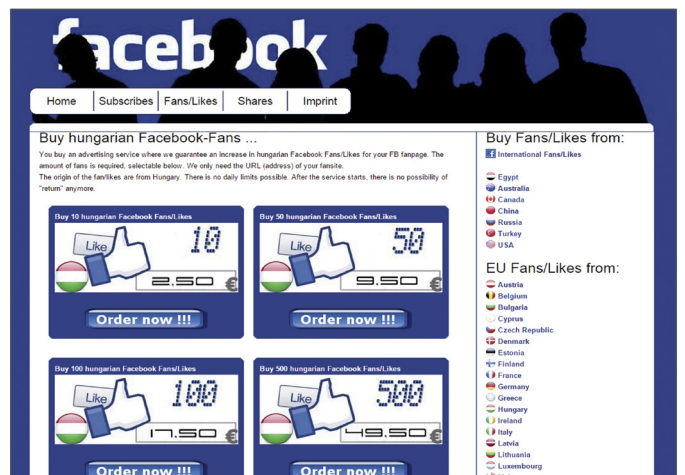 facebook
Home
Subscribes
Fans/Likes
Shares
Imprint
Buy hungarian Facebook-Fans ...
You buy an advertising service where we guarantee an increase in hungarian Facebook Fans/Likes for your FB fanpage. The
amount of fans is required, selectable below. We only need the URL (address) of your fansite.
The origin of the fan/likes are from Hungary. There is no daily limits possible. After the service starts, there is no possibility of
"return" anymore.
Buy 10 hungarian Facebook Fans/Likes
Like
10
2.50 €
Order now !!!
Buy 50 hungarian Facebook Fans/Likes
Like
50
9.50 €
Order now !!!
Buy 100 hungarian Facebook Fans/Likes
Like
100
17.50 €
Order now !!!
Buy 500 hungarian Facebook Fans/Likes
Like
500
49.50 €
Order now !!!
Buy Fans/Likes from:
f International Fans/Likes
Egypt
Australia
Canada
China
Russia
Turkey
USA
EU Fans/Likes from:
Austria
Belgium
Bulgaria
Cyprus
Czech Republic
Denmark
Estonia
Finland
France
Germany
Greece
Hungary
Ireland
Italy
Latvia
Lithuania
Luxembourg